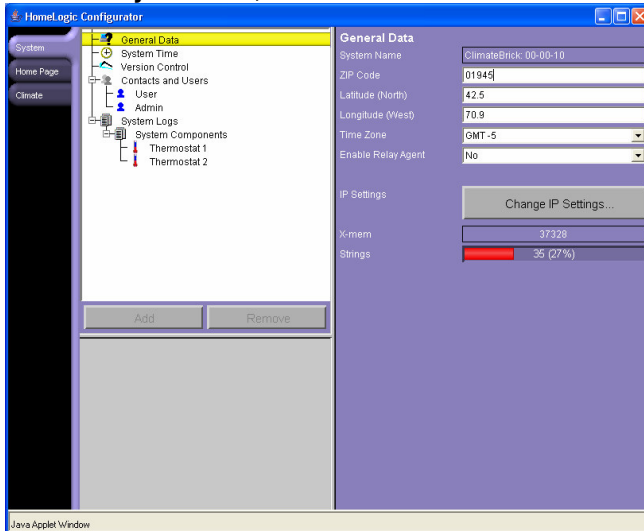 HomeLogic Configurator
System
Home Page
Climate
General Data
System Time
Version Control
Contacts and Users
User
Admin
System Logs
System Components
Thermostat 1
Thermostat 2
Add
Remove
General Data
System Name ClimateBrick: 00-00-10
ZIP Code 01945
Latitude (North) 42.5
Longitude (West) 70.9
Time Zone GMT -5
Enable Relay Agent No
IP Settings Change IP Settings...
X-mem 37328
Strings 35 (27%)
Java Applet Window